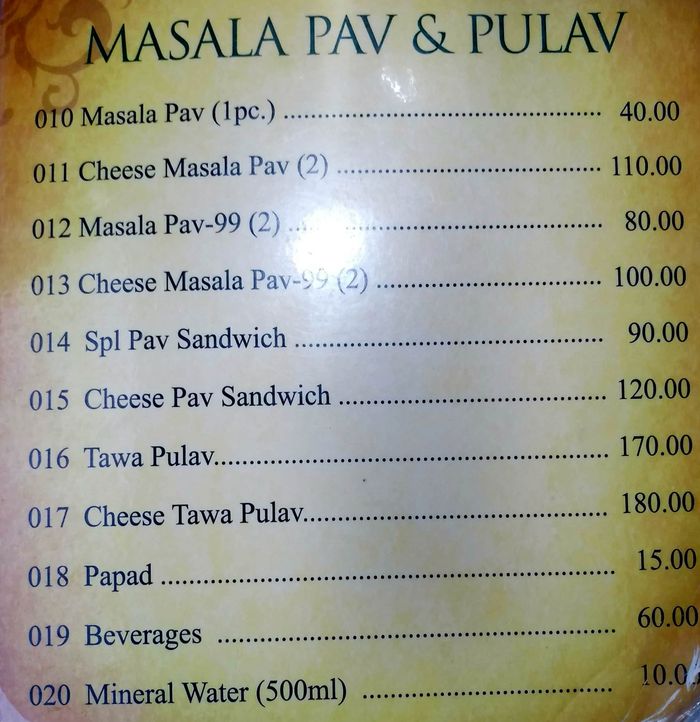 MASALA PAV & PULAV
010 Masala Pav (1pc.) ........................................ 40.00
011 Cheese Masala Pav (2) ................................. 110.00
012 Masala Pav-99 (2) ........................................ 80.00
013 Cheese Masala Pav-99 (2) ............................ 100.00
014 Spl Pav Sandwich ....................................... 90.00
015 Cheese Pav Sandwich .................................. 120.00
016 Tawa Pulav.................................................. 170.00
017 Cheese Tawa Pulav....................................... 180.00
018 Papad .......................................................... 15.00
019 Beverages .................................................... 60.00
020 Mineral Water (500ml) ................................ 10.00